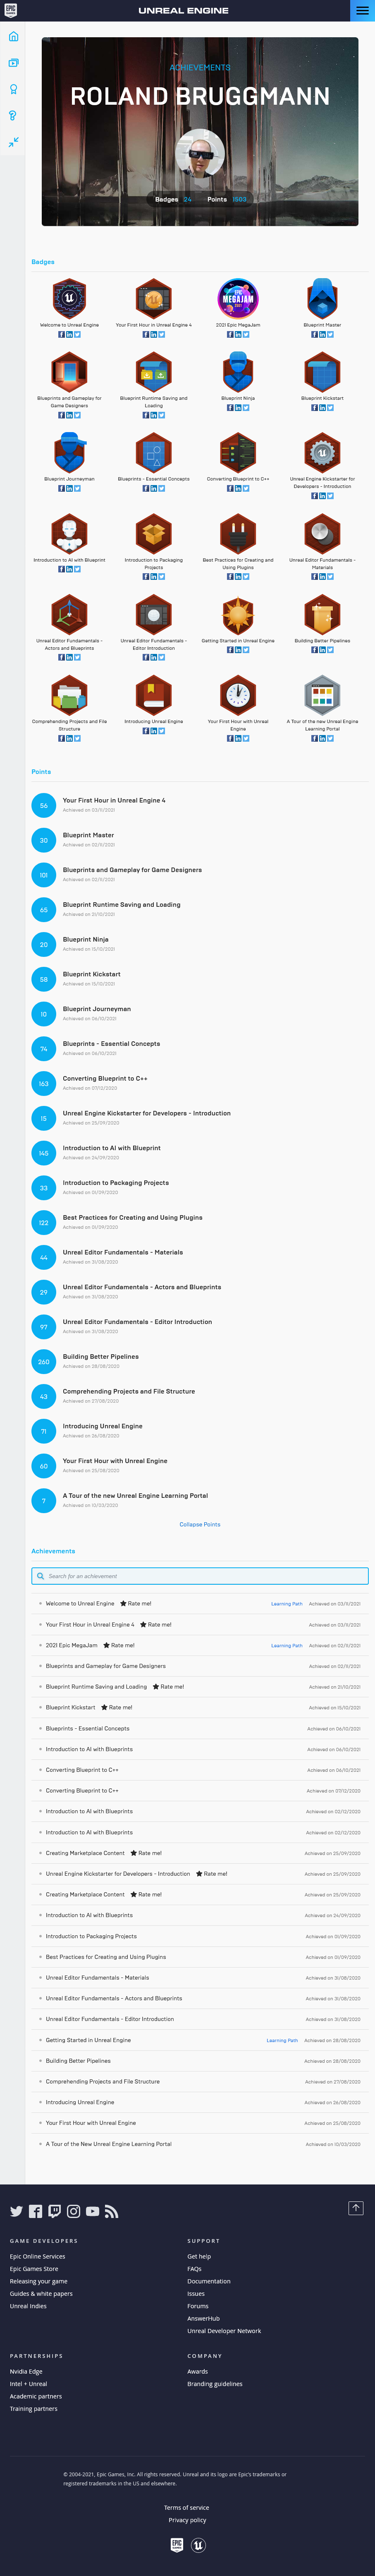 UNREAL ENGINE
ACHIEVEMENTS
ROLAND BRUGGMANN
Badges 24 Points 1503
Badges
Welcome to Unreal Engine
Your First Hour in Unreal Engine 4
2021 Epic MegaJam
Blueprint Master
Blueprints and Gameplay for
Game Designers
Blueprint Runtime Saving and
Loading
Blueprint Ninja
Blueprint Kickstart
Blueprint Journeyman
Blueprints - Essential Concepts
Converting Blueprint to C++
Unreal Engine Kickstarter for
Developers - Introduction
Introduction to AI with Blueprint
Introduction to Packaging
Projects
Best Practices for Creating and
Using Plugins
Unreal Editor Fundamentals -
Materials
Unreal Editor Fundamentals -
Actors and Blueprints
Unreal Editor Fundamentals -
Editor Introduction
Getting Started in Unreal Engine
Building Better Pipelines
Comprehending Projects and File
Structure
Introducing Unreal Engine
Your First Hour with Unreal
Engine
A Tour of the new Unreal Engine
Learning Portal
Points
56 Your First Hour in Unreal Engine 4
Achieved on 03/11/2021
30 Blueprint Master
Achieved on 02/11/2021
101 Blueprints and Gameplay for Game Designers
Achieved on 02/11/2021
65 Blueprint Runtime Saving and Loading
Achieved on 21/10/2021
20 Blueprint Ninja
Achieved on 15/10/2021
58 Blueprint Kickstart
Achieved on 15/10/2021
10 Blueprint Journeyman
Achieved on 06/10/2021
74 Blueprints - Essential Concepts
Achieved on 06/10/2021
163 Converting Blueprint to C++
Achieved on 07/12/2020
15 Unreal Engine Kickstarter for Developers - Introduction
Achieved on 25/09/2020
145 Introduction to AI with Blueprint
Achieved on 24/09/2020
33 Introduction to Packaging Projects
Achieved on 01/09/2020
122 Best Practices for Creating and Using Plugins
Achieved on 01/09/2020
44 Unreal Editor Fundamentals - Materials
Achieved on 31/08/2020
29 Unreal Editor Fundamentals - Actors and Blueprints
Achieved on 31/08/2020
97 Unreal Editor Fundamentals - Editor Introduction
Achieved on 31/08/2020
260 Building Better Pipelines
Achieved on 28/08/2020
43 Comprehending Projects and File Structure
Achieved on 27/08/2020
71 Introducing Unreal Engine
Achieved on 26/08/2020
60 Your First Hour with Unreal Engine
Achieved on 25/08/2020
7 A Tour of the new Unreal Engine Learning Portal
Achieved on 10/03/2020
Collapse Points
Achievements
Search for an achievement
Welcome to Unreal Engine Rate me! Learning Path Achieved on 03/11/2021
Your First Hour in Unreal Engine 4 Rate me! Achieved on 03/11/2021
2021 Epic MegaJam Rate me! Learning Path Achieved on 02/11/2021
Blueprints and Gameplay for Game Designers Achieved on 02/11/2021
Blueprint Runtime Saving and Loading Rate me! Achieved on 21/10/2021
Blueprint Kickstart Rate me! Achieved on 15/10/2021
Blueprints - Essential Concepts Achieved on 06/10/2021
Introduction to AI with Blueprints Achieved on 06/10/2021
Converting Blueprint to C++ Achieved on 06/10/2021
Converting Blueprint to C++ Achieved on 07/12/2020
Introduction to AI with Blueprints Achieved on 02/12/2020
Introduction to AI with Blueprints Achieved on 02/12/2020
Creating Marketplace Content Rate me! Achieved on 25/09/2020
Unreal Engine Kickstarter for Developers - Introduction Rate me! Achieved on 25/09/2020
Creating Marketplace Content Rate me! Achieved on 25/09/2020
Introduction to AI with Blueprints Achieved on 24/09/2020
Introduction to Packaging Projects Achieved on 01/09/2020
Best Practices for Creating and Using Plugins Achieved on 01/09/2020
Unreal Editor Fundamentals - Materials Achieved on 31/08/2020
Unreal Editor Fundamentals - Actors and Blueprints Achieved on 31/08/2020
Unreal Editor Fundamentals - Editor Introduction Achieved on 31/08/2020
Getting Started in Unreal Engine Learning Path Achieved on 28/08/2020
Building Better Pipelines Achieved on 28/08/2020
Comprehending Projects and File Structure Achieved on 27/08/2020
Introducing Unreal Engine Achieved on 26/08/2020
Your First Hour with Unreal Engine Achieved on 25/08/2020
A Tour of the New Unreal Engine Learning Portal Achieved on 10/03/2020
GAME DEVELOPERS
Epic Online Services
Epic Games Store
Releasing your game
Guides & white papers
Unreal Indies
SUPPORT
Get help
FAQs
Documentation
Issues
Forums
AnswerHub
Unreal Developer Network
PARTNERSHIPS
Nvidia Edge
Intel + Unreal
Academic partners
Training partners
COMPANY
Awards
Branding guidelines
© 2004-2021, Epic Games, Inc. All rights reserved. Unreal and its logo are Epic's trademarks or
registered trademarks in the US and elsewhere.
Terms of service
Privacy policy